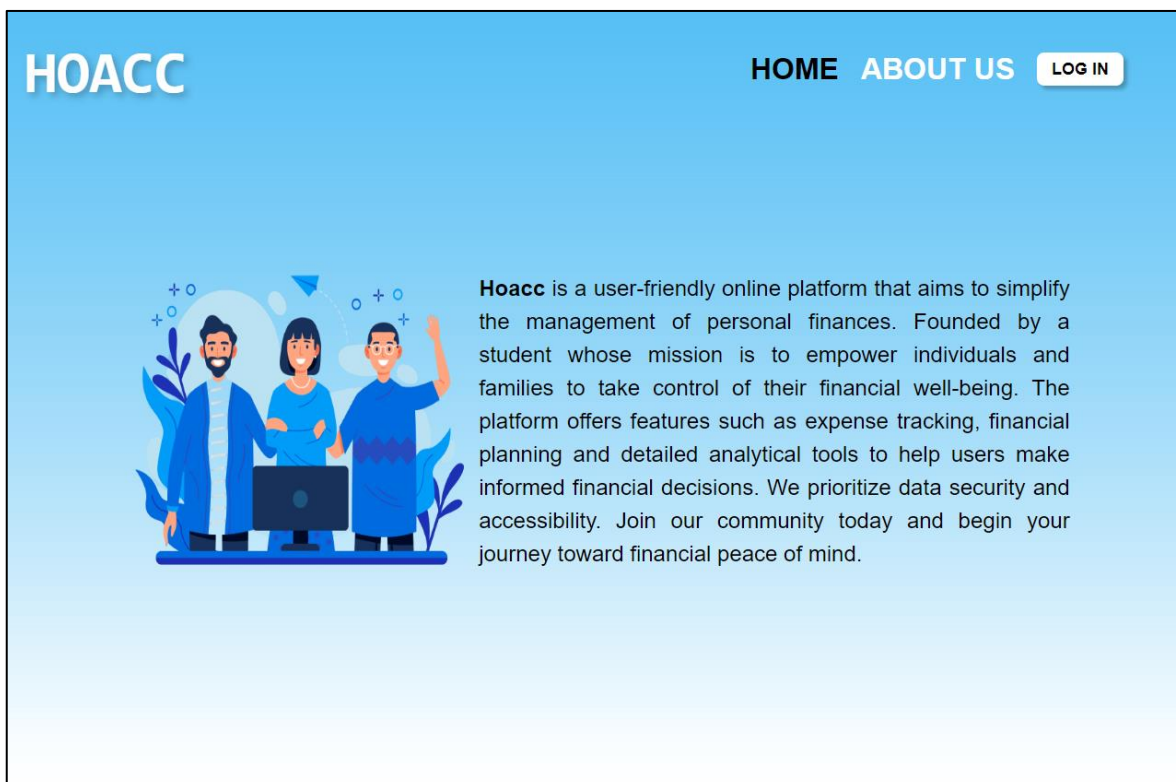 HOACC
HOME ABOUT US LOG IN
Hoacc is a user-friendly online platform that aims to simplify
the management of personal finances. Founded by a
student whose mission is to empower individuals and
families to take control of their financial well-being. The
platform offers features such as expense tracking, financial
planning and detailed analytical tools to help users make
informed financial decisions. We prioritize data security and
accessibility. Join our community today and begin your
journey toward financial peace of mind.